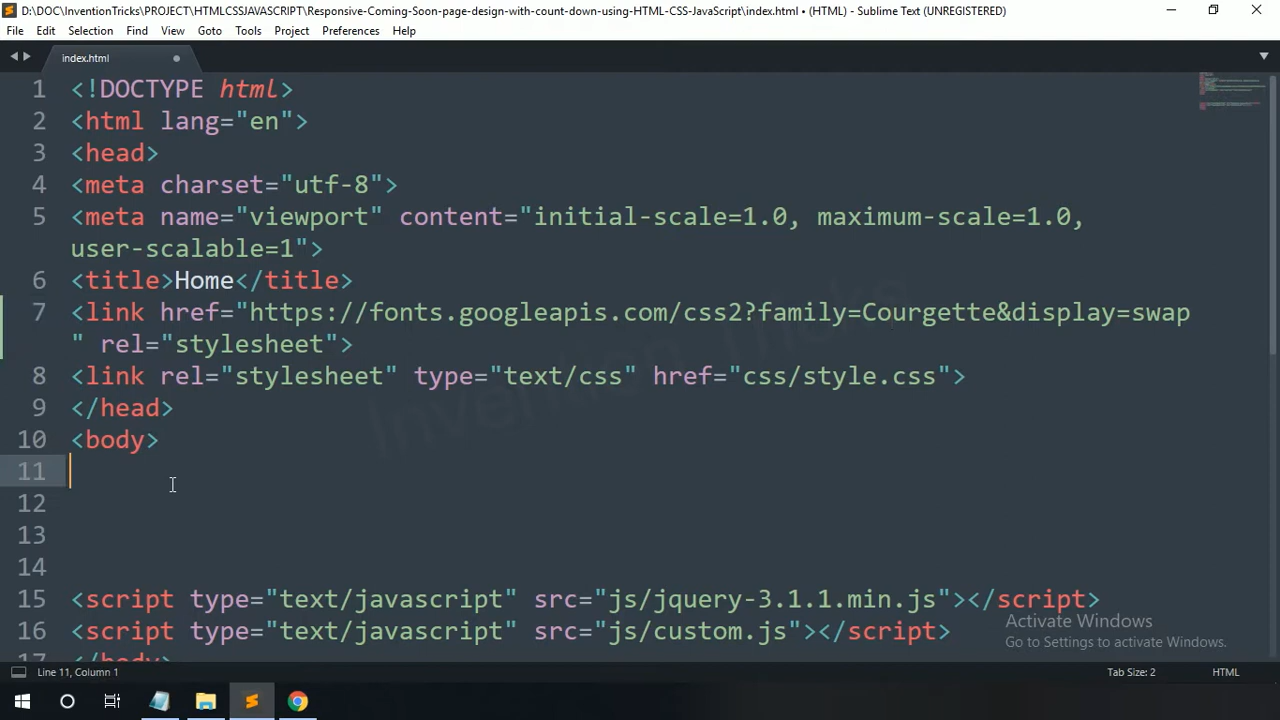 D:\DOC\InventionTricks\PROJECT\HTMLCSSJAVASCRIPT\Responsive-Coming-Soon-page-design-with-count-down-using-HTML-CSS-JavaScript\index.html • (HTML) - Sublime Text (UNREGISTERED)
File Edit Selection Find View Goto Tools Project Preferences Help
index.html
1 <!DOCTYPE html>
2 <html lang="en">
3 <head>
4 <meta charset="utf-8">
5 <meta name="viewport" content="initial-scale=1.0, maximum-scale=1.0,
user-scalable=1">
6 <title>Home</title>
7 <link href="https://fonts.googleapis.com/css2?family=Courgette&display=swap
" rel="stylesheet">
8 <link rel="stylesheet" type="text/css" href="css/style.css">
9 </head>
10 <body>
11
12
13
14
15 <script type="text/javascript" src="js/jquery-3.1.1.min.js"></script>
16 <script type="text/javascript" src="js/custom.js"></script>
17 </body>
Invention Tricks
Activate Windows
Go to Settings to activate Windows.
Line 11, Column 1 Tab Size: 2 HTML